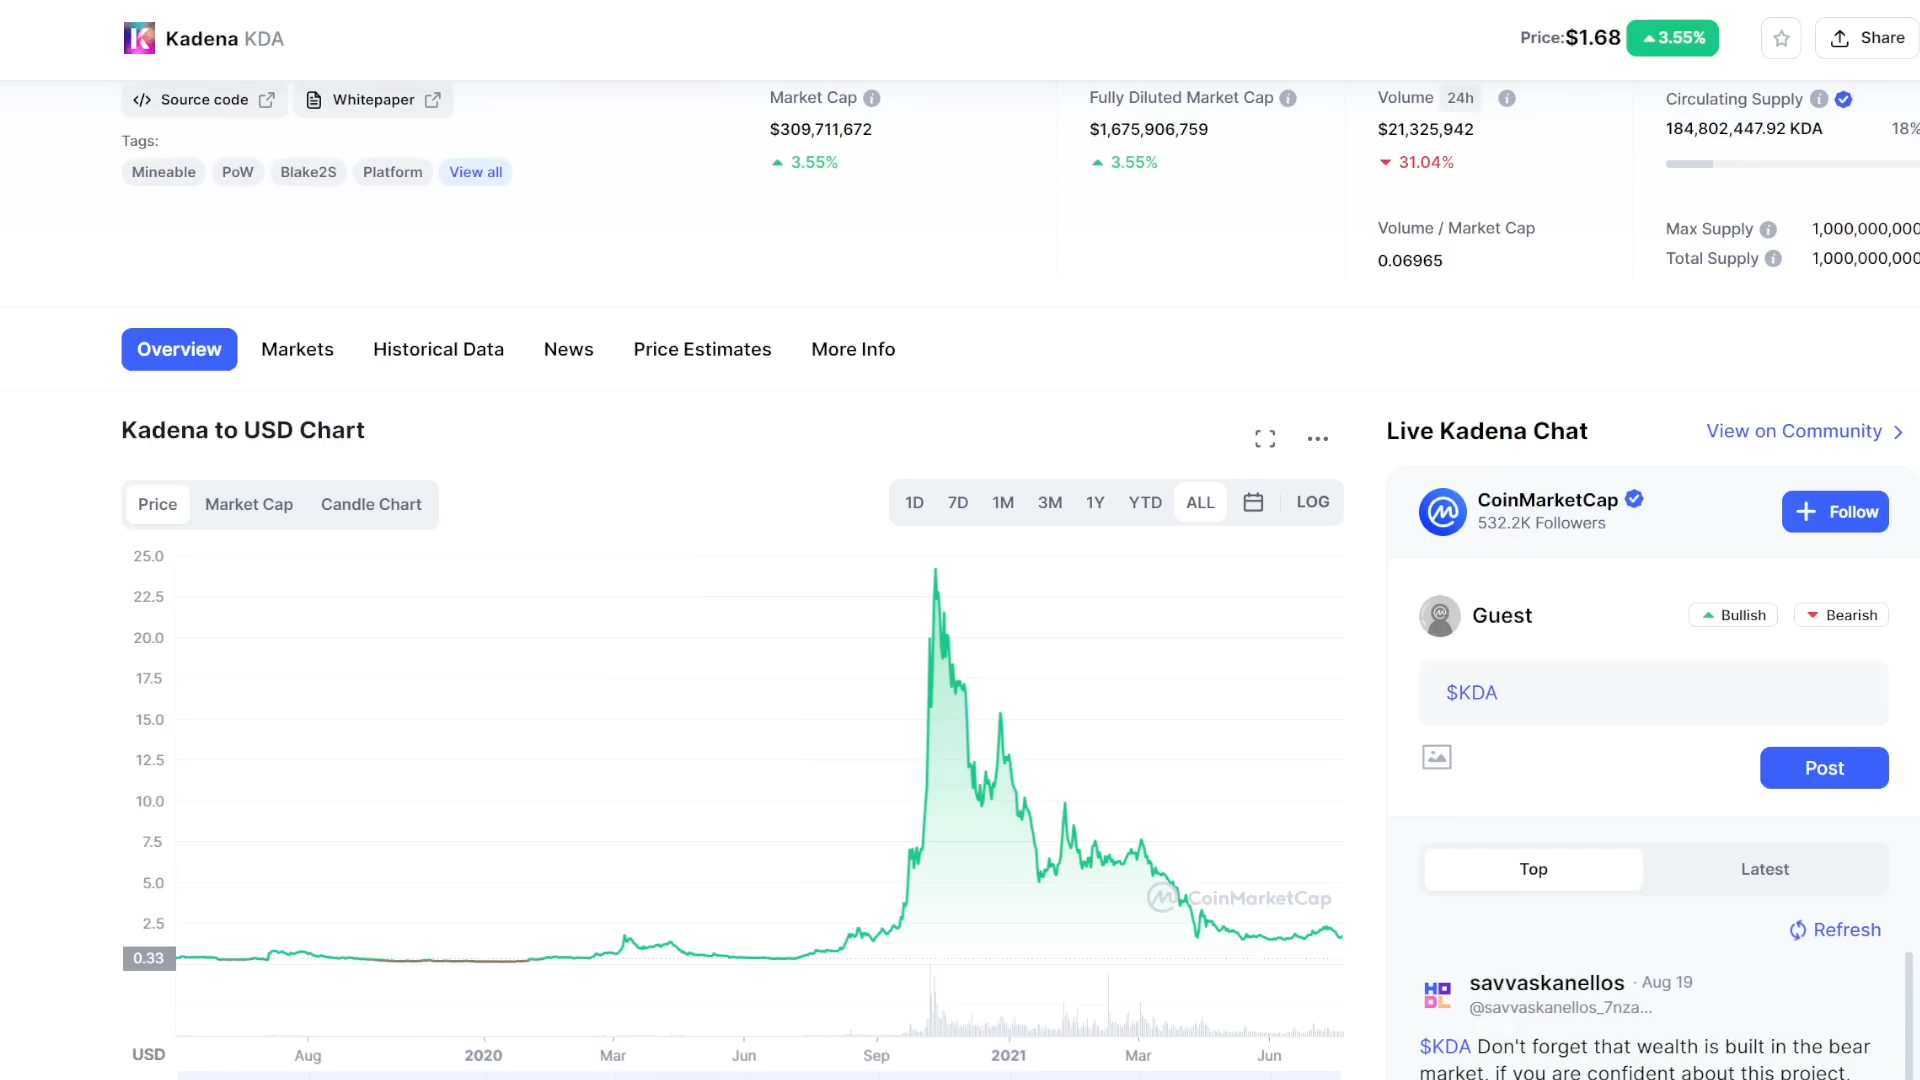 Kadena KDA
Price:$1.68 3.55%
Share
Source code Whitepaper
Tags:
Mineable PoW Blake2S Platform View all
Market Cap
$309,711,672
3.55%
Fully Diluted Market Cap
$1,675,906,759
3.55%
Volume 24h
$21,325,942
31.04%
Volume / Market Cap
0.06965
Circulating Supply
184,802,447.92 KDA 18%
Max Supply 1,000,000,000
Total Supply 1,000,000,000
Overview Markets Historical Data News Price Estimates More Info
Kadena to USD Chart
Price Market Cap Candle Chart
1D 7D 1M 3M 1Y YTD ALL LOG
25.0
22.5
20.0
17.5
15.0
12.5
10.0
7.5
5.0
2.5
0.33
CoinMarketCap
USD Aug 2020 Mar Jun Sep 2021 Mar Jun
Live Kadena Chat View on Community
CoinMarketCap
532.2K Followers
Follow
Guest Bullish Bearish
$KDA
Post
Top Latest
Refresh
savvaskanellos · Aug 19
@savvaskanellos_7nza...
$KDA Don't forget that wealth is built in the bear
market, if you are confident about this project,